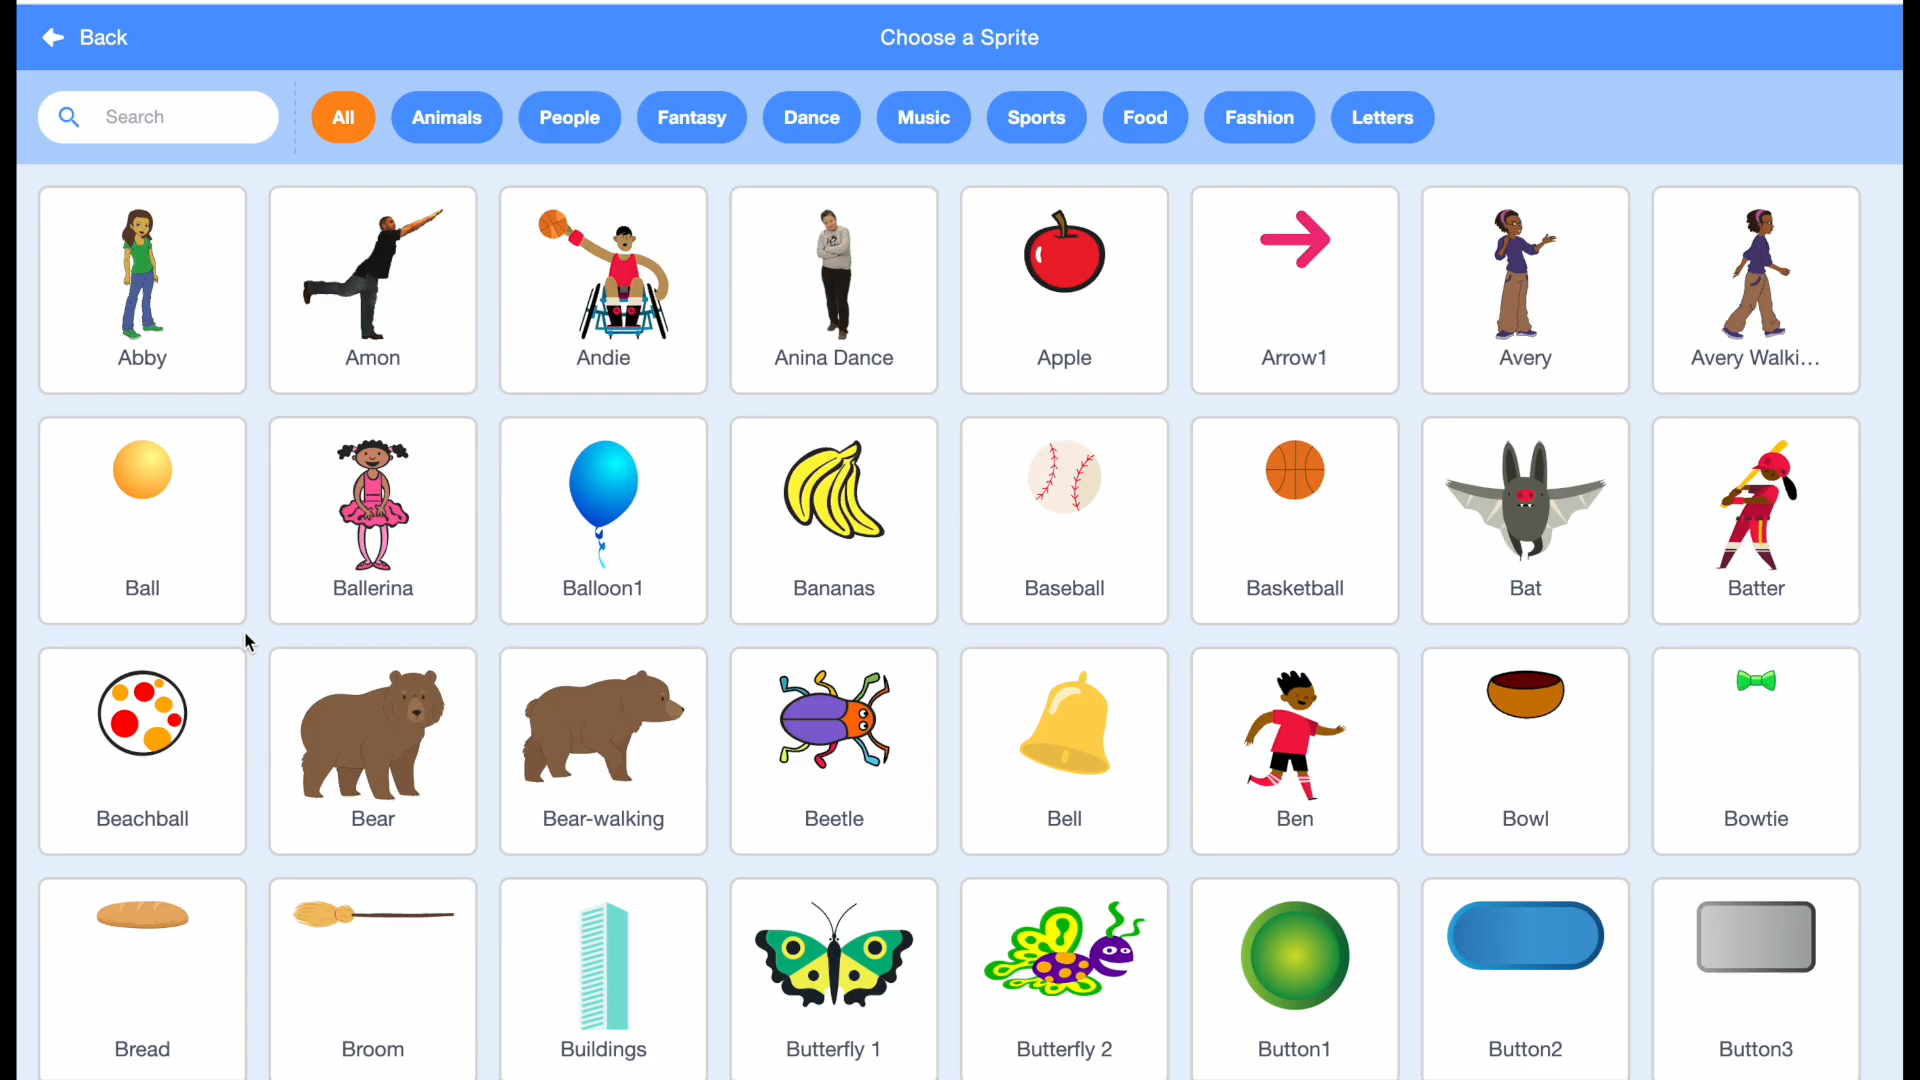 Back
Choose a Sprite
Search
All
Animals
People
Fantasy
Dance
Music
Sports
Food
Fashion
Letters
Abby
Amon
Andie
Anina Dance
Apple
Arrow1
Avery
Avery Walki...
Ball
Ballerina
Balloon1
Bananas
Baseball
Basketball
Bat
Batter
Beachball
Bear
Bear-walking
Beetle
Bell
Ben
Bowl
Bowtie
Bread
Broom
Buildings
Butterfly 1
Butterfly 2
Button1
Button2
Button3